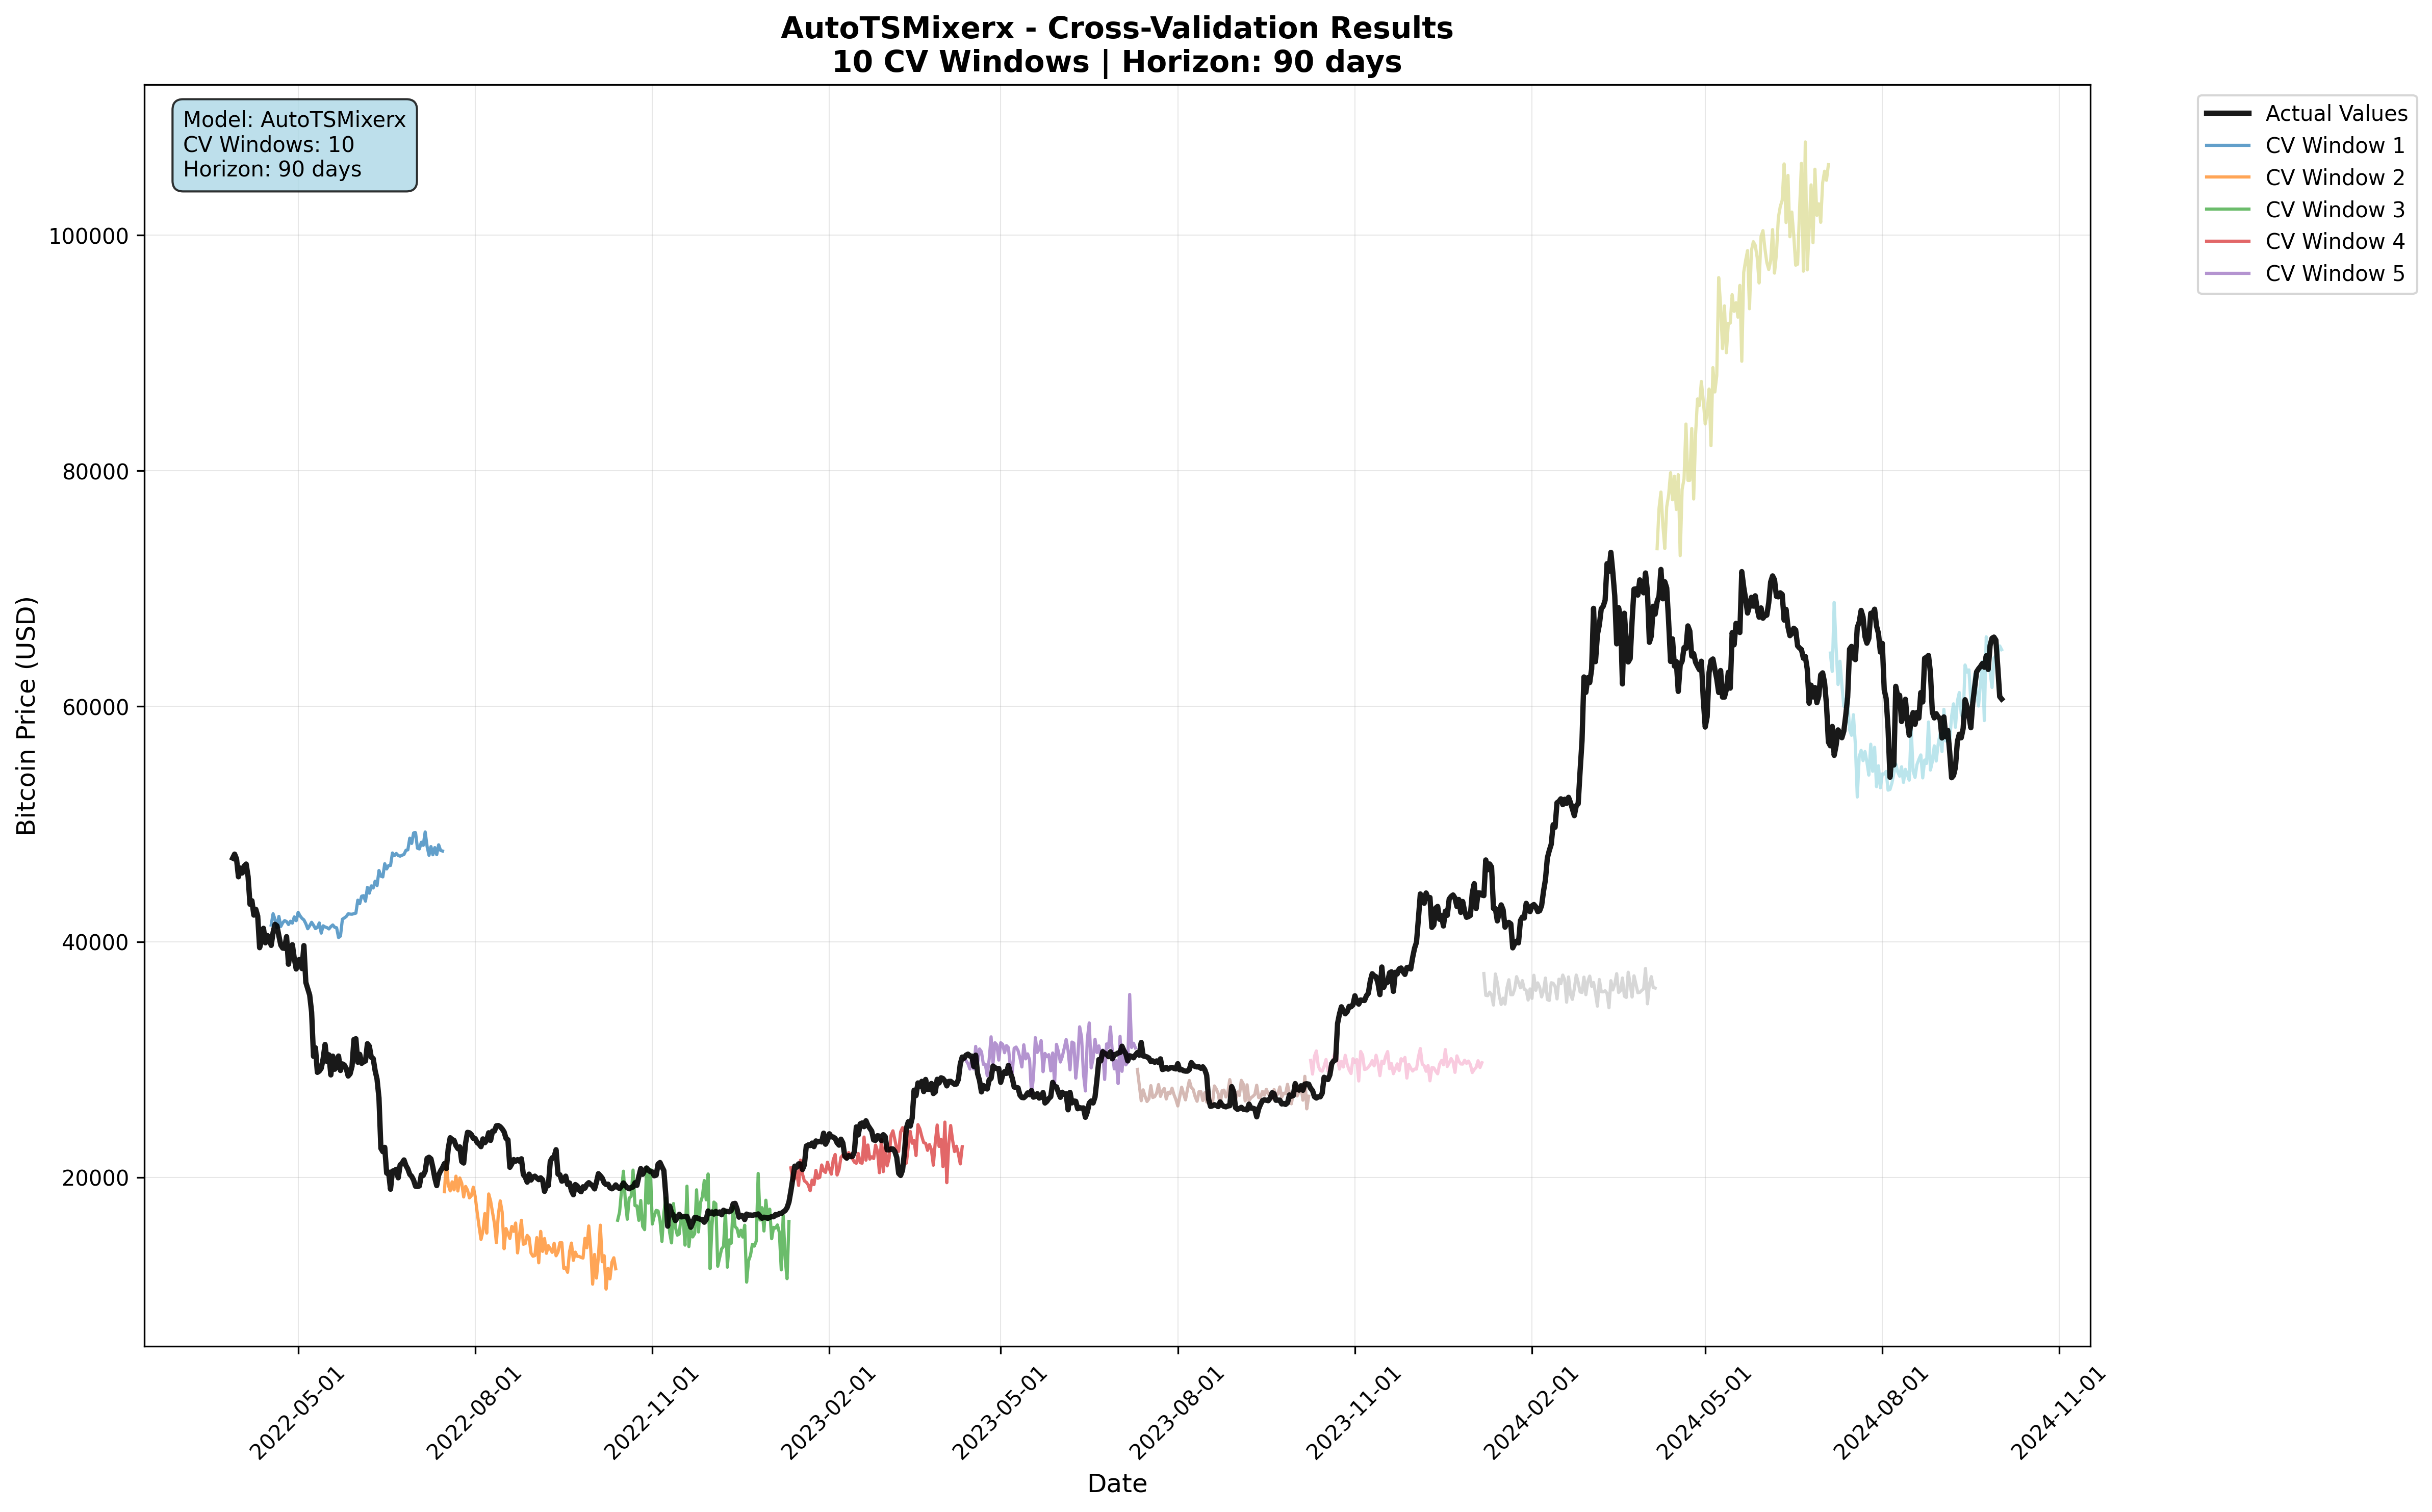 AutoTSMixerx - Cross-Validation Results
10 CV Windows | Horizon: 90 days
Model: AutoTSMixerx
CV Windows: 10
Horizon: 90 days
Actual Values
CV Window 1
CV Window 2
CV Window 3
CV Window 4
CV Window 5
Bitcoin Price (USD)
100000
80000
60000
40000
20000
2022-05-01
2022-08-01
2022-11-01
2023-02-01
2023-05-01
2023-08-01
2023-11-01
2024-02-01
2024-05-01
2024-08-01
2024-11-01
Date